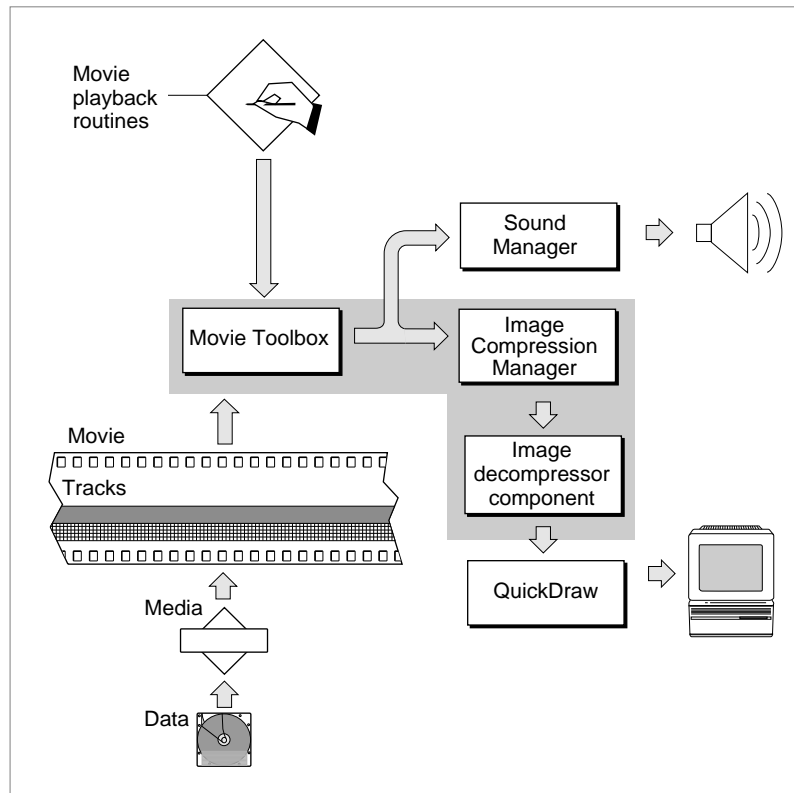 Movie
playback
routines
Sound
Manager
Movie Toolbox
Image
Compression
Manager
Movie
Tracks
Image
decompressor
component
Media
QuickDraw
Data